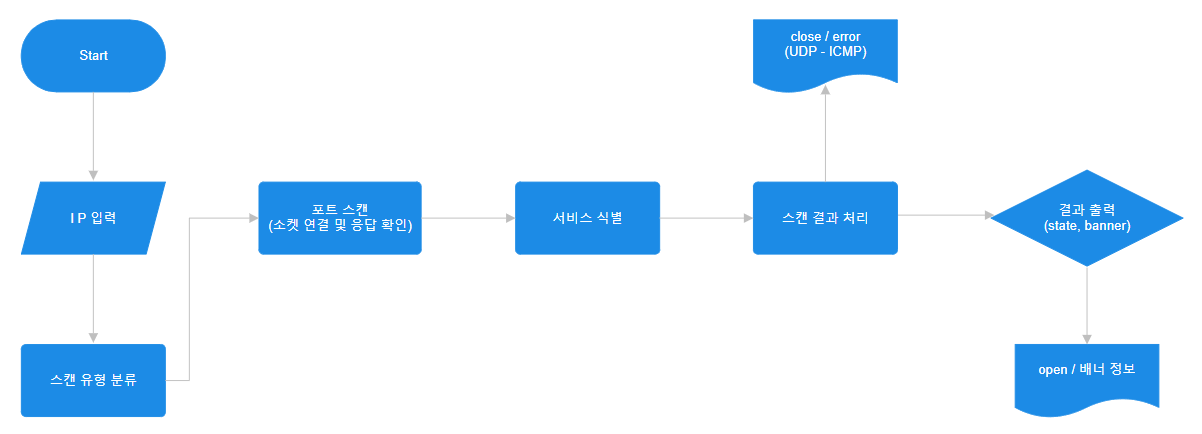 Start
I P 입력
스캔 유형 분류
포트 스캔
(소켓 연결 및 응답 확인)
서비스 식별
스캔 결과 처리
close / error
(UDP - ICMP)
결과 출력
(state, banner)
open / 배너 정보